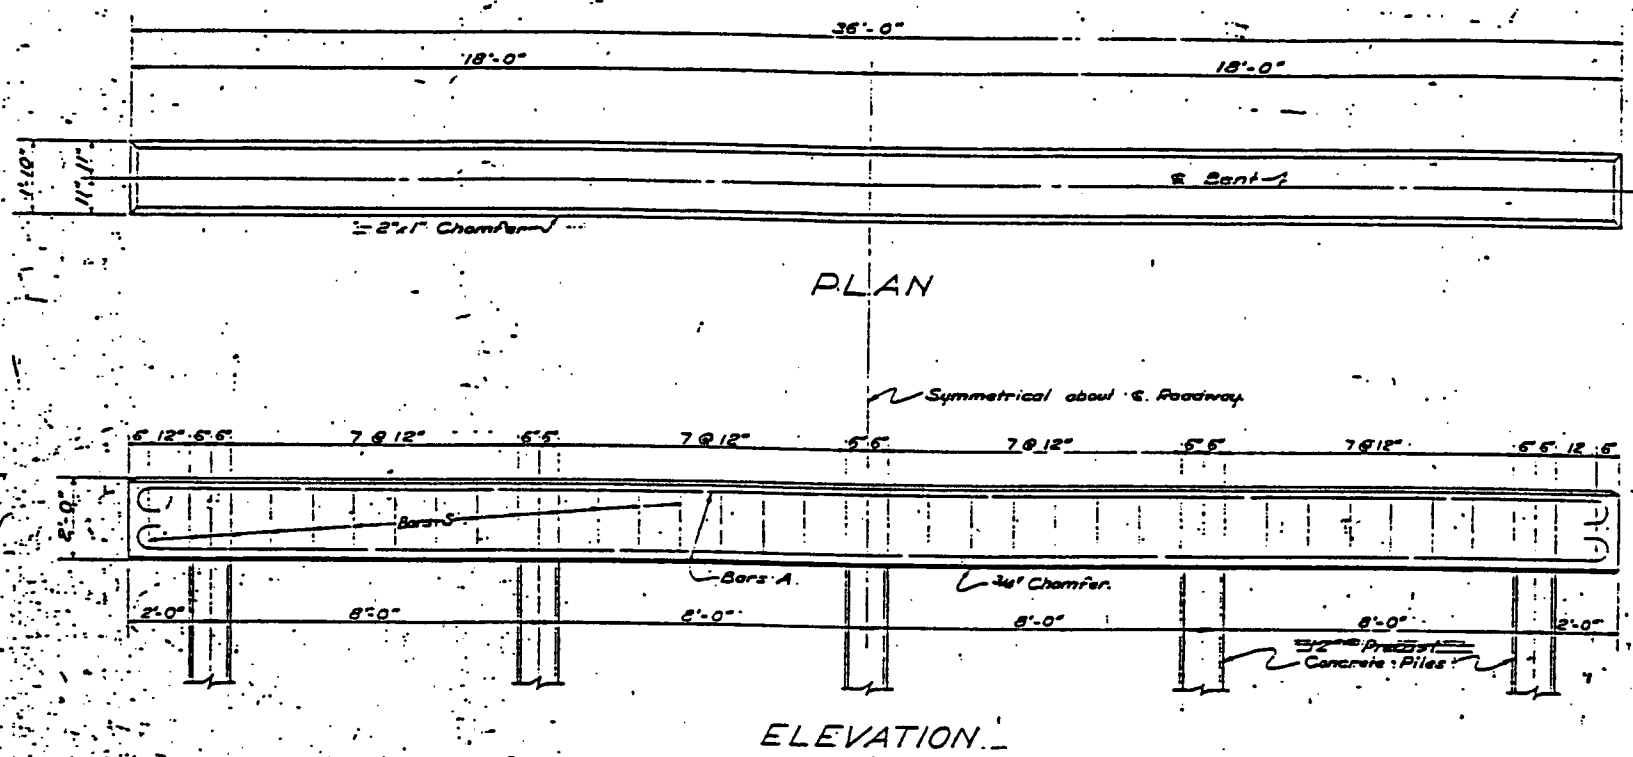 36'-0"
18'-0" 18'-0"
1'-10"
11" 11"
℄ Bent
2"x1" Chamfer
PLAN
Symmetrical about ℄ Roadway.
6" 12" 6" 6" 7 @ 12" 6" 6" 7 @ 12" 6" 6" 7 @ 12" 6" 6" 7 @ 12" 6" 6" 12 6"
2'-0"
Bars S
Bars A.
3/4" Chamfer.
2'-0" 8'-0" 8'-0" 8'-0" 8'-0" 2'-0"
Precast
Concrete Piles
ELEVATION.